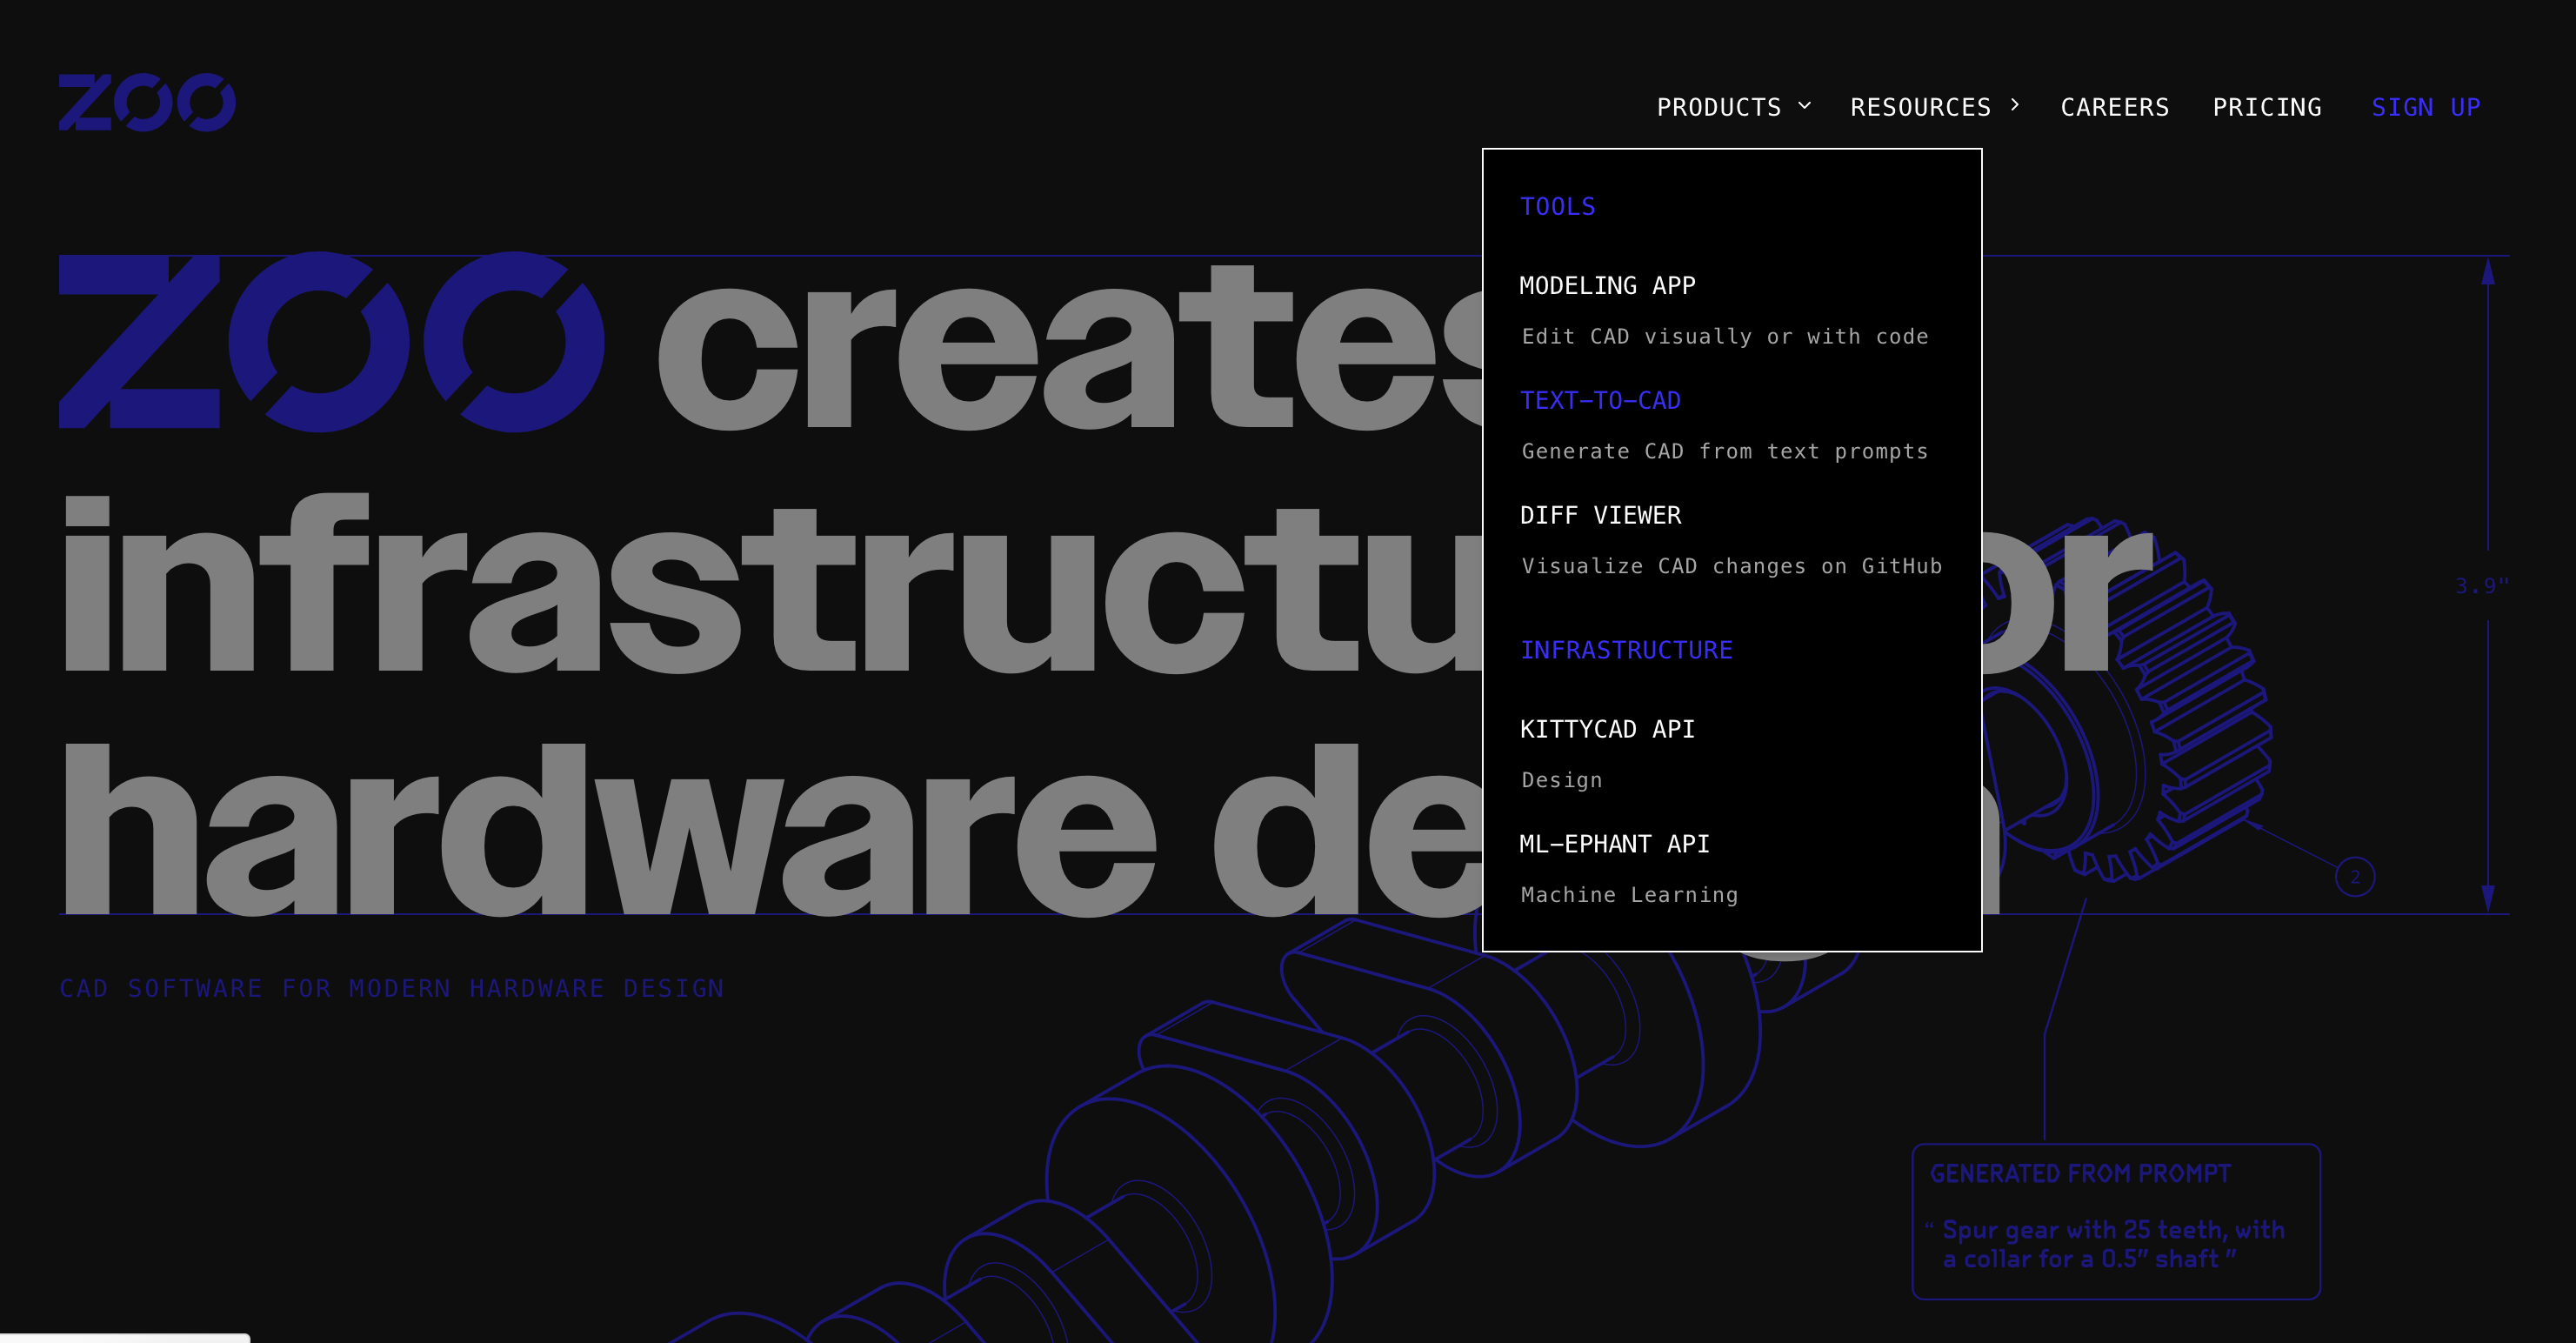 ZOO
PRODUCTS RESOURCES CAREERS PRICING SIGN UP
TOOLS
MODELING APP
Edit CAD visually or with code
TEXT-TO-CAD
Generate CAD from text prompts
DIFF VIEWER
Visualize CAD changes on GitHub
INFRASTRUCTURE
KITTYCAD API
Design
ML-EPHANT API
Machine Learning
ZOO creates
infrastructu or
hardware de
3.9"
2
CAD SOFTWARE FOR MODERN HARDWARE DESIGN
GENERATED FROM PROMPT
“ Spur gear with 25 teeth, with
a collar for a 0.5” shaft ”